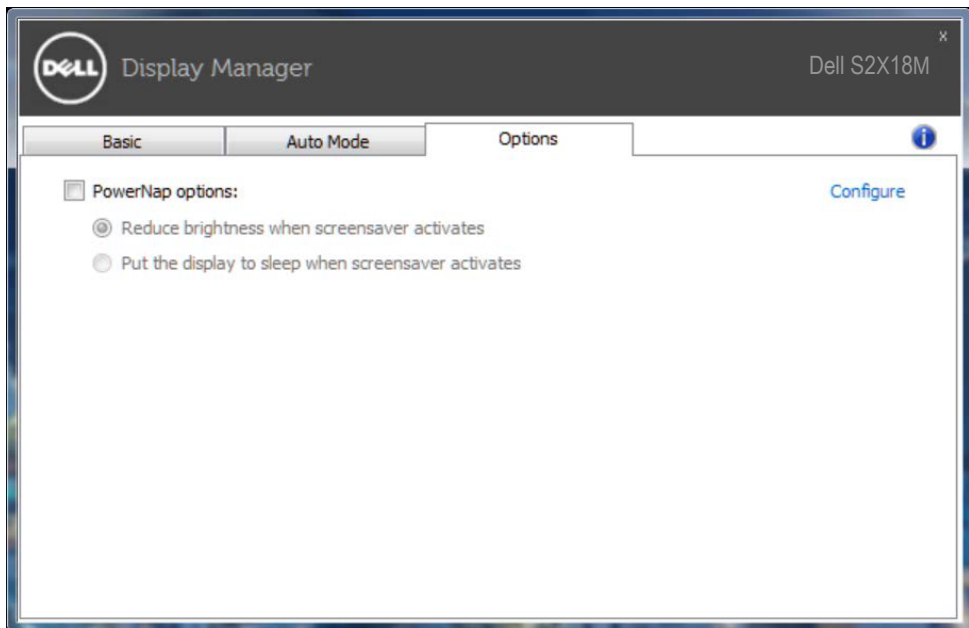 x
DELL Display Manager Dell S2X18M
Basic Auto Mode Options i
PowerNap options: Configure
Reduce brightness when screensaver activates
Put the display to sleep when screensaver activates